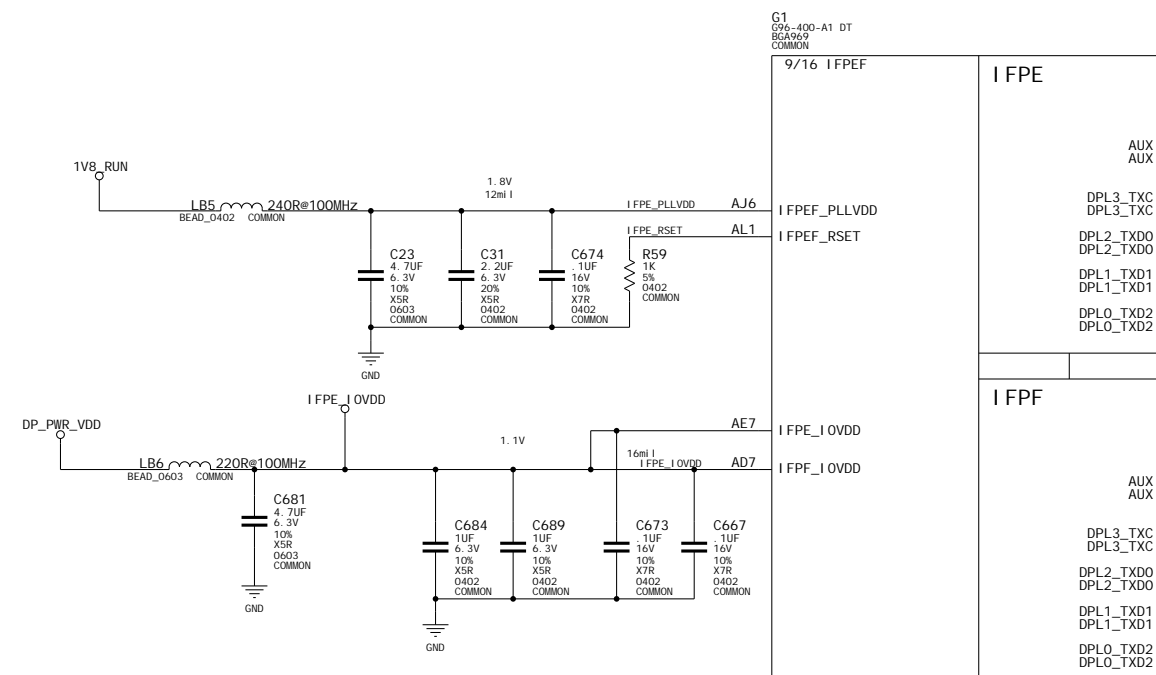 G1
G96-400-A1 DT
BGA969
COMMON
9/16 IFPEF
IFPE
AUX
AUX
1V8_RUN
1.8V
12mil
LB5 240R@100MHz
BEAD_0402 COMMON
IFPE_PLLVDD AJ6 IFPEF_PLLVDD
DPL3_TXC
DPL3_TXC
IFPE_RSET AL1 IFPEF_RSET
DPL2_TXD0
DPL2_TXD0
DPL1_TXD1
DPL1_TXD1
DPL0_TXD2
DPL0_TXD2
C23
4.7UF
6.3V
10%
X5R
0603
COMMON
C31
2.2UF
6.3V
20%
X5R
0402
COMMON
C674
.1UF
16V
10%
X7R
0402
COMMON
R59
1K
5%
0402
COMMON
GND
IFPF
IFPE_IOVDD
DP_PWR_VDD
1.1V
AE7 IFPE_IOVDD
16mil
IFPE_IOVDD AD7 IFPF_IOVDD
LB6 220R@100MHz
BEAD_0603 COMMON
AUX
AUX
C681
4.7UF
6.3V
10%
X5R
0603
COMMON
GND
C684
1UF
6.3V
10%
X5R
0402
COMMON
C689
1UF
6.3V
10%
X5R
0402
COMMON
C673
.1UF
16V
10%
X7R
0402
COMMON
C667
.1UF
16V
10%
X7R
0402
COMMON
GND
DPL3_TXC
DPL3_TXC
DPL2_TXD0
DPL2_TXD0
DPL1_TXD1
DPL1_TXD1
DPL0_TXD2
DPL0_TXD2